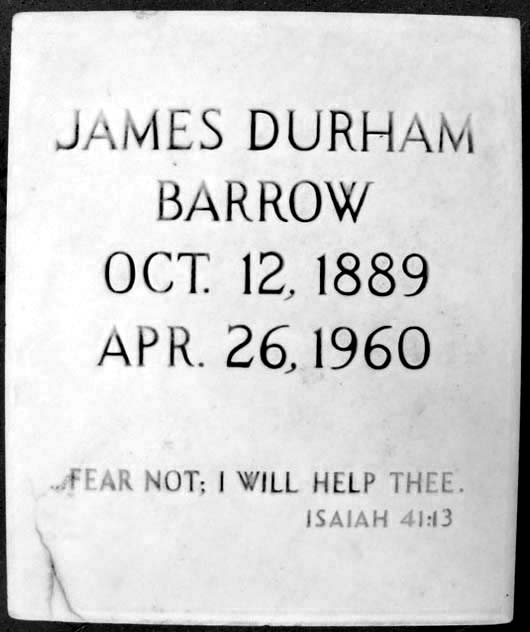 JAMES DURHAM
BARROW
OCT. 12, 1889
APR. 26, 1960
...FEAR NOT; I WILL HELP THEE.
ISAIAH 41:13